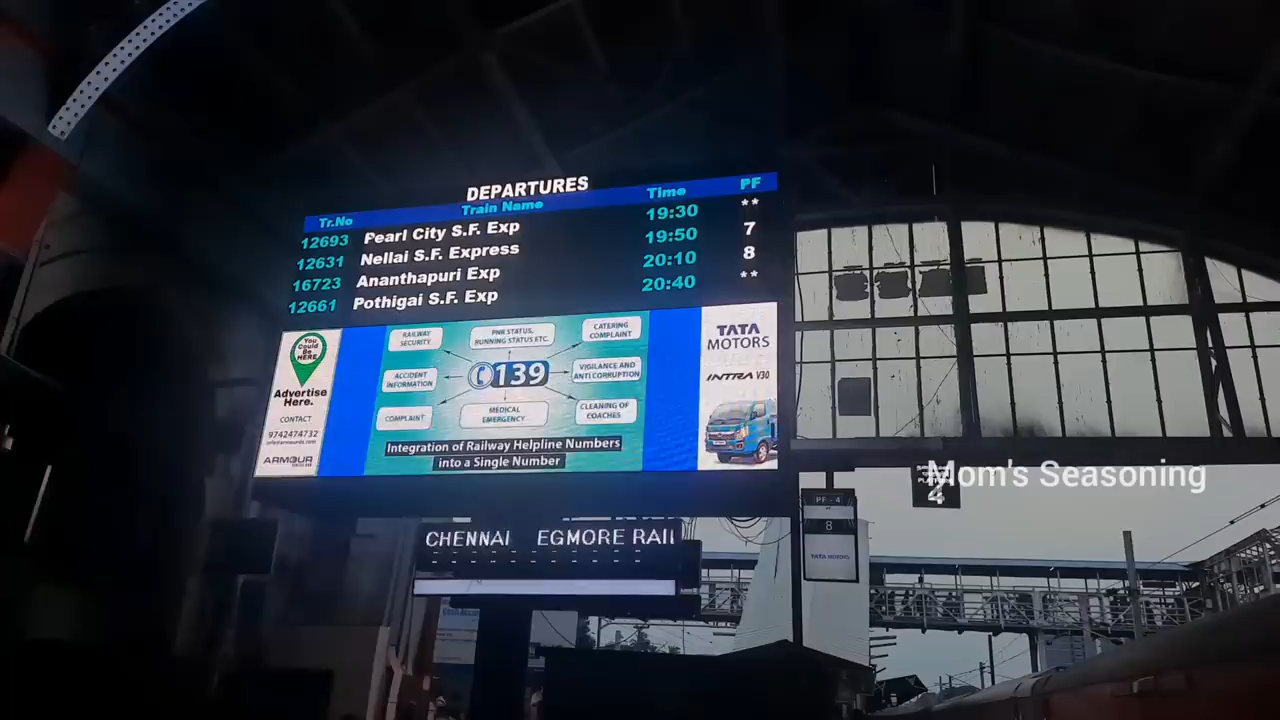 DEPARTURES
Tr.No Train Name Time PF
12693 Pearl City S.F. Exp 19:30 **
12631 Nellai S.F. Express 19:50 7
16723 Ananthapuri Exp 20:10 8
12661 Pothigai S.F. Exp 20:40 **
You
Could
Be
HERE
Advertise
Here.
CONTACT
9742474732
ARMOUR
RAILWAY
SECURITY
PNR STATUS,
RUNNING STATUS ETC.
CATERING
COMPLAINT
ACCIDENT
INFORMATION
139
VIGILANCE AND
ANTI CORRUPTION
COMPLAINT
MEDICAL
EMERGENCY
CLEANING OF
COACHES
Integration of Railway Helpline Numbers
into a Single Number
TATA
MOTORS
INTRA V30
CHENNAI EGMORE RAIL
PF - 4
8
TATA MOTORS
4
Mom's Seasoning